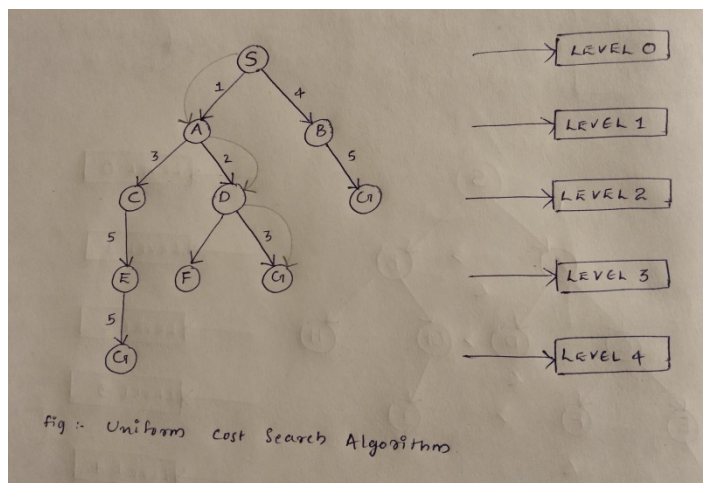 S
LEVEL 0
1
4
A
B
LEVEL 1
3
2
5
C
D
G
LEVEL 2
5
3
E
F
G
LEVEL 3
5
G
LEVEL 4
fig :- Uniform cost Search Algorithm